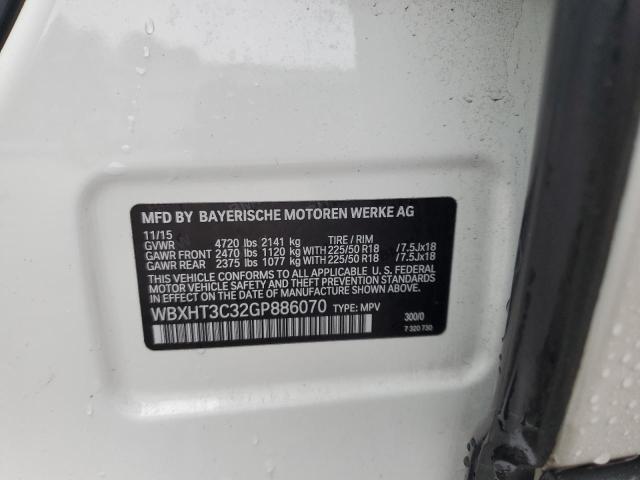 MFD BY BAYERISCHE MOTOREN WERKE AG
11/15
GVWR 4720 lbs 2141 kg TIRE / RIM
GAWR FRONT 2470 lbs 1120 kg WITH 225/50 R18 /7.5Jx18
GAWR REAR 2375 lbs 1077 kg WITH 225/50 R18 /7.5Jx18
THIS VEHICLE CONFORMS TO ALL APPLICABLE U.S. FEDERAL
MOTOR VEHICLE SAFETY, BUMPER, AND THEFT PREVENTION
STANDARDS IN EFFECT ON THE DATE OF MANUFACTURE SHOWN ABOVE.
WBXHT3C32GP886070 TYPE: MPV
300/0
7 320 730